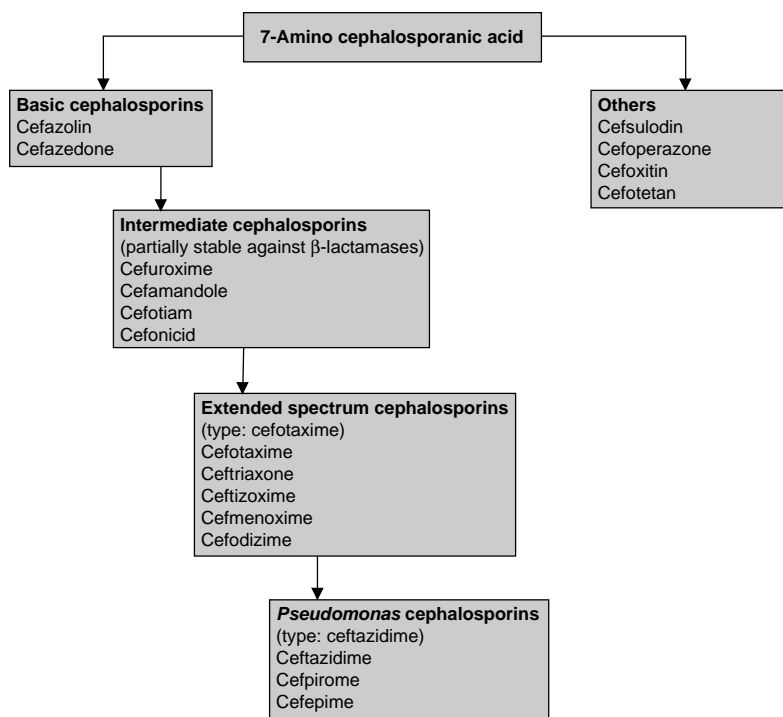 7-Amino cephalosporanic acid
Basic cephalosporins
Cefazolin
Cefazedone
Others
Cefsulodin
Cefoperazone
Cefoxitin
Cefotetan
Intermediate cephalosporins
(partially stable against β-lactamases)
Cefuroxime
Cefamandole
Cefotiam
Cefonicid
Extended spectrum cephalosporins
(type: cefotaxime)
Cefotaxime
Ceftriaxone
Ceftizoxime
Cefmenoxime
Cefodizime
Pseudomonas cephalosporins
(type: ceftazidime)
Ceftazidime
Cefpirome
Cefepime